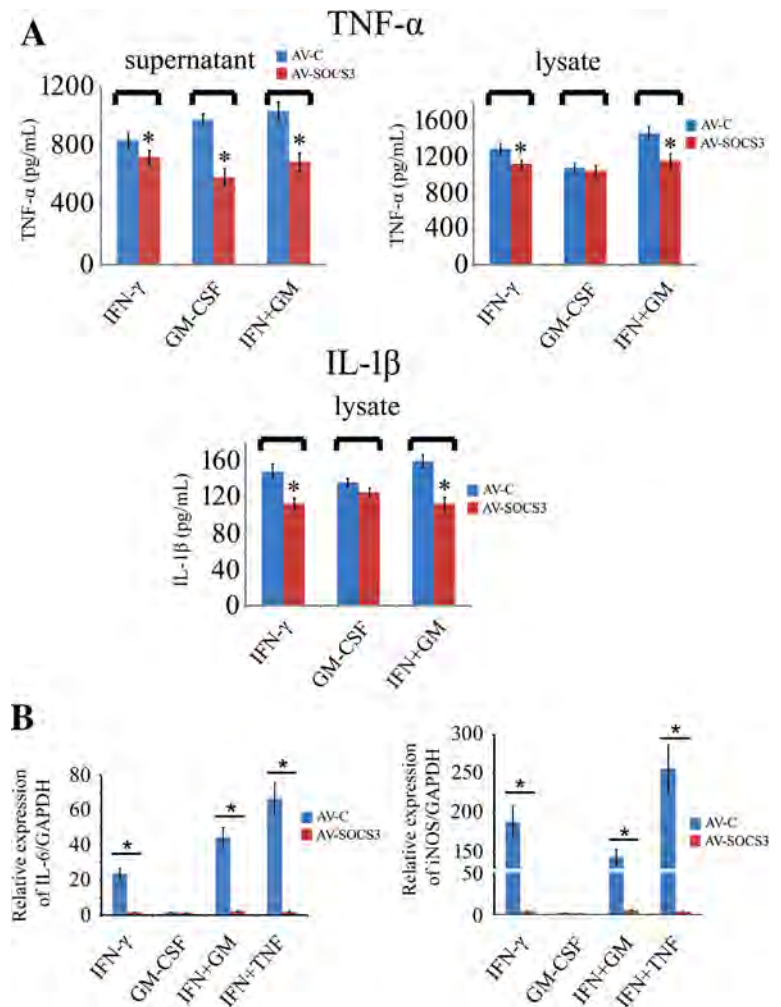 A
TNF-α
supernatant
AV-C
AV-SOCS3
TNF-α (pg/mL)
1200
800
400
0
*
*
*
IFN-γ
GM-CSF
IFN+GM
lysate
AV-C
AV-SOCS3
TNF-α (pg/mL)
1600
1200
800
400
0
*
*
IFN-γ
GM-CSF
IFN+GM
IL-1β
lysate
AV-C
AV-SOCS3
IL-1β (pg/mL)
160
120
80
40
0
*
*
IFN-γ
GM-CSF
IFN+GM
B
Relative expression
of IL-6/GAPDH
80
60
40
20
0
*
*
*
AV-C
AV-SOCS3
IFN-γ
GM-CSF
IFN+GM
IFN+TNF
Relative expression
of iNOS/GAPDH
300
250
200
150
50
0
*
*
*
AV-C
AV-SOCS3
IFN-γ
GM-CSF
IFN+GM
IFN+TNF